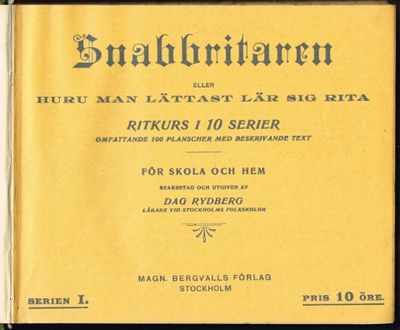 Snabbritaren
ELLER
HURU MAN LÄTTAST LÄR SIG RITA
RITKURS I 10 SERIER
OMFATTANDE 100 PLANSCHER MED BESKRIVANDE TEXT
FÖR SKOLA OCH HEM
BEARBETAD OCH UTGIVEN AV
DAG RYDBERG
LÄRARE VID STOCKHOLMS FOLKSKOLOR
MAGN. BERGVALLS FÖRLAG
STOCKHOLM
SERIEN I.
PRIS 10 ÖRE.